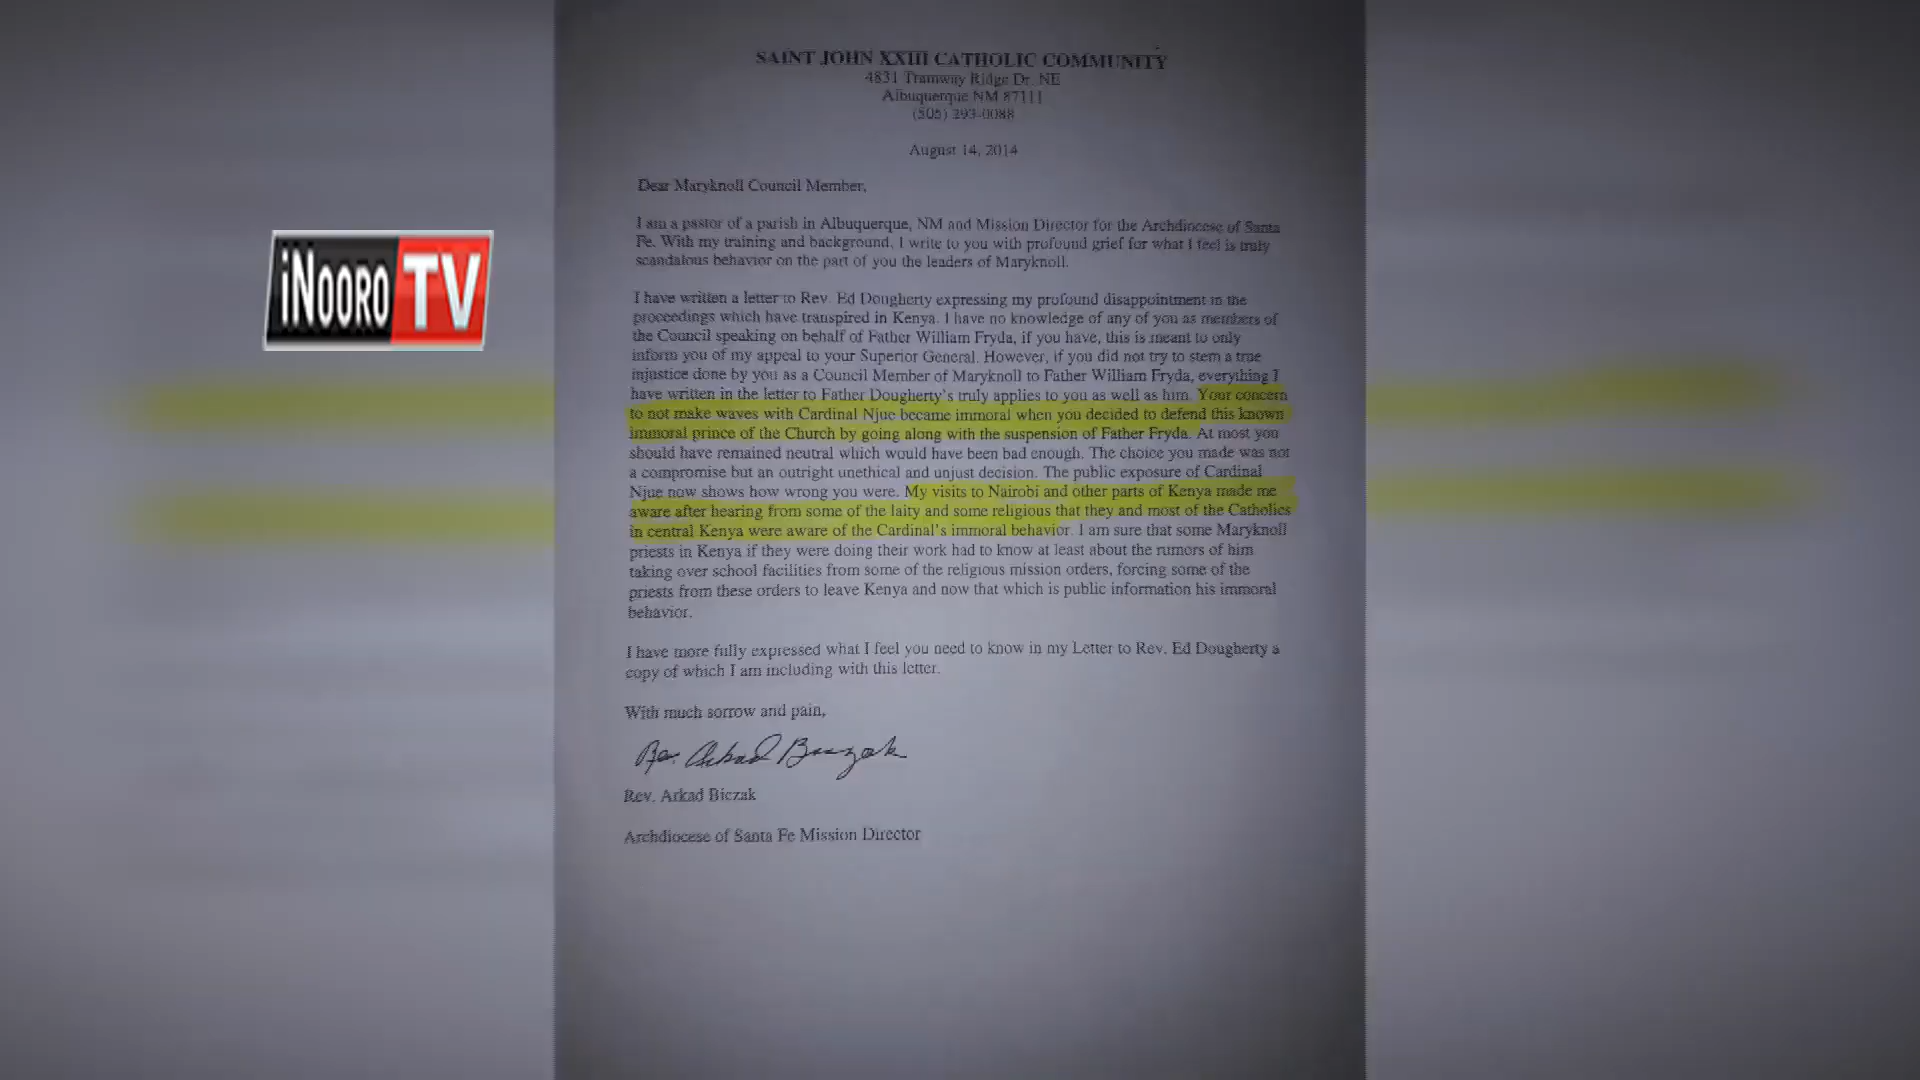 SAINT JOHN XXIII CATHOLIC COMMUNITY
4831 Tramway Ridge Dr. NE
Albuquerque NM 87111
(505) 293-0088
August 14, 2014
Dear Maryknoll Council Member,
I am a pastor of a parish in Albuquerque, NM and Mission Director for the Archdiocese of Santa
Fe. With my training and background, I write to you with profound grief for what I feel is truly
scandalous behavior on the part of you the leaders of Maryknoll.
I have written a letter to Rev. Ed Dougherty expressing my profound disappointment in the
proceedings which have transpired in Kenya. I have no knowledge of any of you as members of
the Council speaking on behalf of Father William Fryda, if you have, this is meant to only
inform you of my appeal to your Superior General. However, if you did not try to stem a true
injustice done by you as a Council Member of Maryknoll to Father William Fryda, everything I
have written in the letter to Father Dougherty's truly applies to you as well as him. Your concern
to not make waves with Cardinal Njue became immoral when you decided to defend this known
immoral prince of the Church by going along with the suspension of Father Fryda. At most you
should have remained neutral which would have been bad enough. The choice you made was not
a compromise but an outright unethical and unjust decision. The public exposure of Cardinal
Njue now shows how wrong you were. My visits to Nairobi and other parts of Kenya made me
aware after hearing from some of the laity and some religious that they and most of the Catholics
in central Kenya were aware of the Cardinal's immoral behavior. I am sure that some Maryknoll
priests in Kenya if they were doing their work had to know at least about the rumors of him
taking over school facilities from some of the religious mission orders, forcing some of the
priests from these orders to leave Kenya and now that which is public information his immoral
behavior.
I have more fully expressed what I feel you need to know in my Letter to Rev. Ed Dougherty a
copy of which I am including with this letter.
With much sorrow and pain,
Rev. Arkad Biczak
Rev. Arkad Biczak
Archdiocese of Santa Fe Mission Director
iNOORO TV